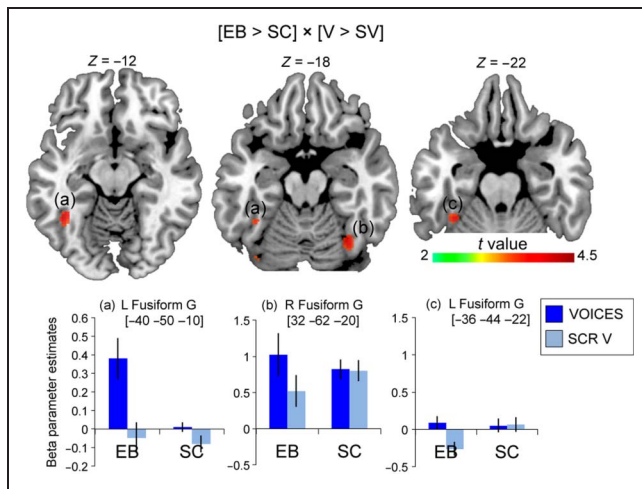 [EB > SC] × [V > SV]
Z = −12
Z = −18
Z = −22
(a)
(a)
(b)
(c)
t value
2
4.5
(a) L Fusiform G
[-40 −50 −10]
(b) R Fusiform G
[32 −62 −20]
(c) L Fusiform G
[-36 −44 −22]
VOICES
SCR V
Beta parameter estimates
0.6
0.5
0.4
0.3
0.2
0.1
0
−0.1
−0.2
EB SC
1.5
1
0.5
0
−0.5
EB SC
1.5
1
0.5
0
−0.5
EB SC